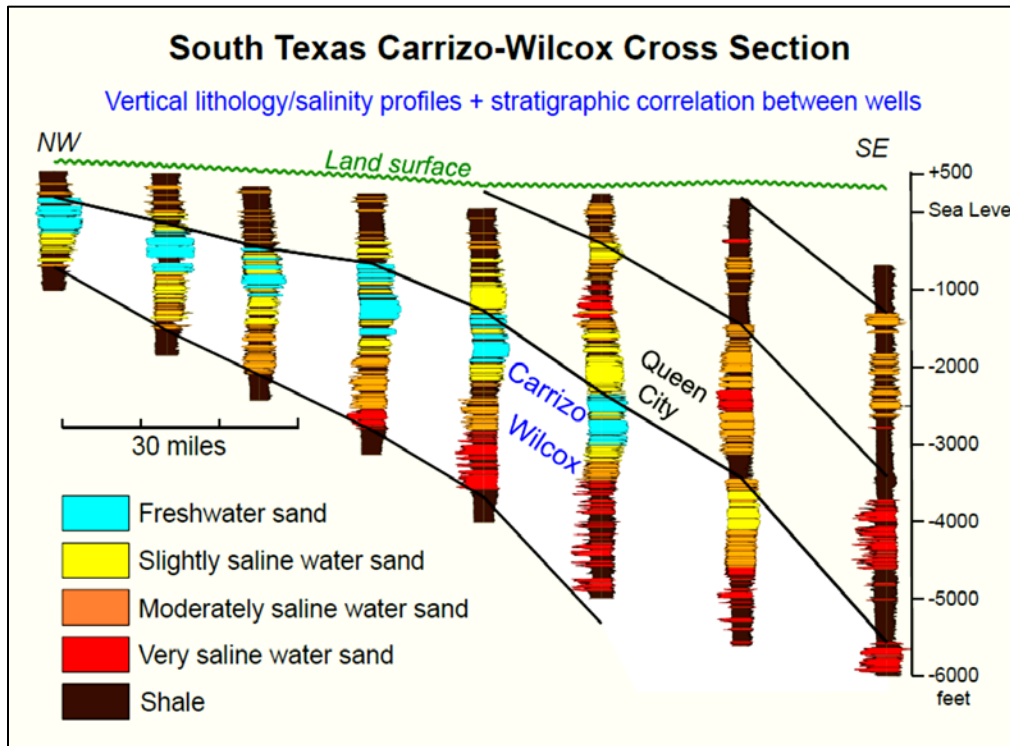 South Texas Carrizo-Wilcox Cross Section
Vertical lithology/salinity profiles + stratigraphic correlation between wells
NW
Land surface
SE
+500
Sea Level
-1000
-2000
-3000
-4000
-5000
-6000
feet
Queen
City
Carrizo
Wilcox
30 miles
Freshwater sand
Slightly saline water sand
Moderately saline water sand
Very saline water sand
Shale